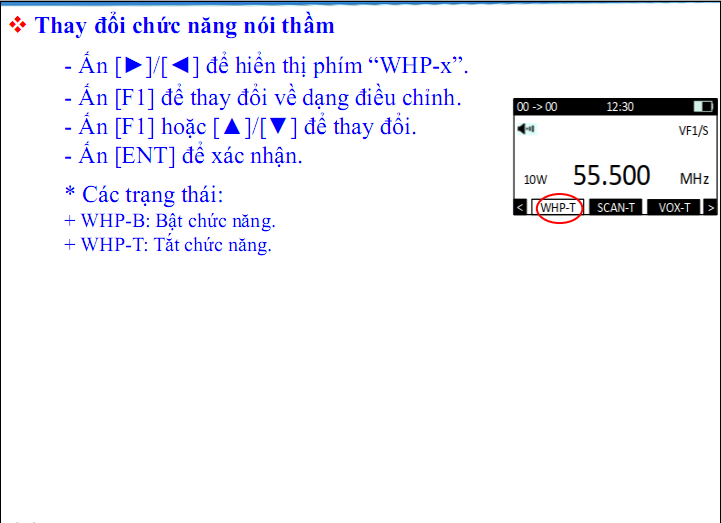 ❖ Thay đổi chức năng nói thầm
- Ấn [►]/[◄] để hiển thị phím “WHP-x”.
- Ấn [F1] để thay đổi về dạng điều chỉnh.
- Ấn [F1] hoặc [▲]/[▼] để thay đổi.
- Ấn [ENT] để xác nhận.
* Các trạng thái:
+ WHP-B: Bật chức năng.
+ WHP-T: Tắt chức năng.
00 -> 00 12:30
VF1/S
10W 55.500 MHz
< WHP-T SCAN-T VOX-T >